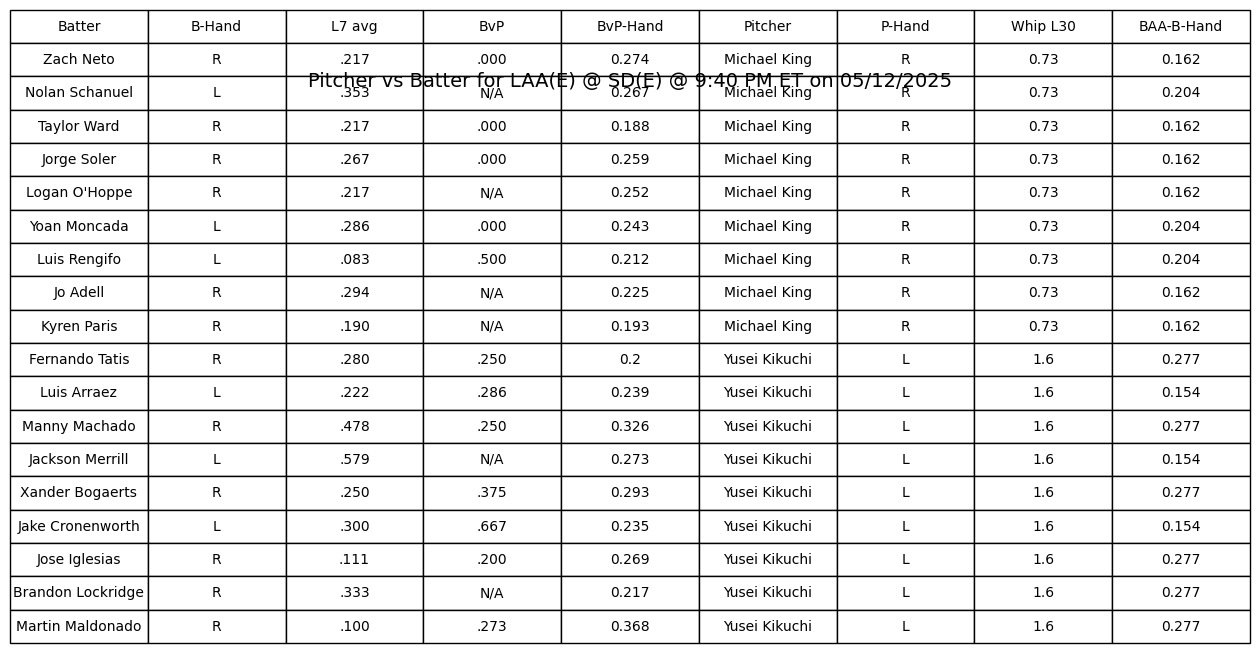 Batter B-Hand L7 avg BvP BvP-Hand Pitcher P-Hand Whip L30 BAA-B-Hand
Zach Neto R .217 .000 0.274 Michael King R 0.73 0.162
Pitcher vs Batter for LAA(E) @ SD(E) @ 9:40 PM ET on 05/12/2025
Nolan Schanuel L .353 N/A 0.267 Michael King R 0.73 0.204
Taylor Ward R .217 .000 0.188 Michael King R 0.73 0.162
Jorge Soler R .267 .000 0.259 Michael King R 0.73 0.162
Logan O'Hoppe R .217 N/A 0.252 Michael King R 0.73 0.162
Yoan Moncada L .286 .000 0.243 Michael King R 0.73 0.204
Luis Rengifo L .083 .500 0.212 Michael King R 0.73 0.204
Jo Adell R .294 N/A 0.225 Michael King R 0.73 0.162
Kyren Paris R .190 N/A 0.193 Michael King R 0.73 0.162
Fernando Tatis R .280 .250 0.2 Yusei Kikuchi L 1.6 0.277
Luis Arraez L .222 .286 0.239 Yusei Kikuchi L 1.6 0.154
Manny Machado R .478 .250 0.326 Yusei Kikuchi L 1.6 0.277
Jackson Merrill L .579 N/A 0.273 Yusei Kikuchi L 1.6 0.154
Xander Bogaerts R .250 .375 0.293 Yusei Kikuchi L 1.6 0.277
Jake Cronenworth L .300 .667 0.235 Yusei Kikuchi L 1.6 0.154
Jose Iglesias R .111 .200 0.269 Yusei Kikuchi L 1.6 0.277
Brandon Lockridge R .333 N/A 0.217 Yusei Kikuchi L 1.6 0.277
Martin Maldonado R .100 .273 0.368 Yusei Kikuchi L 1.6 0.277